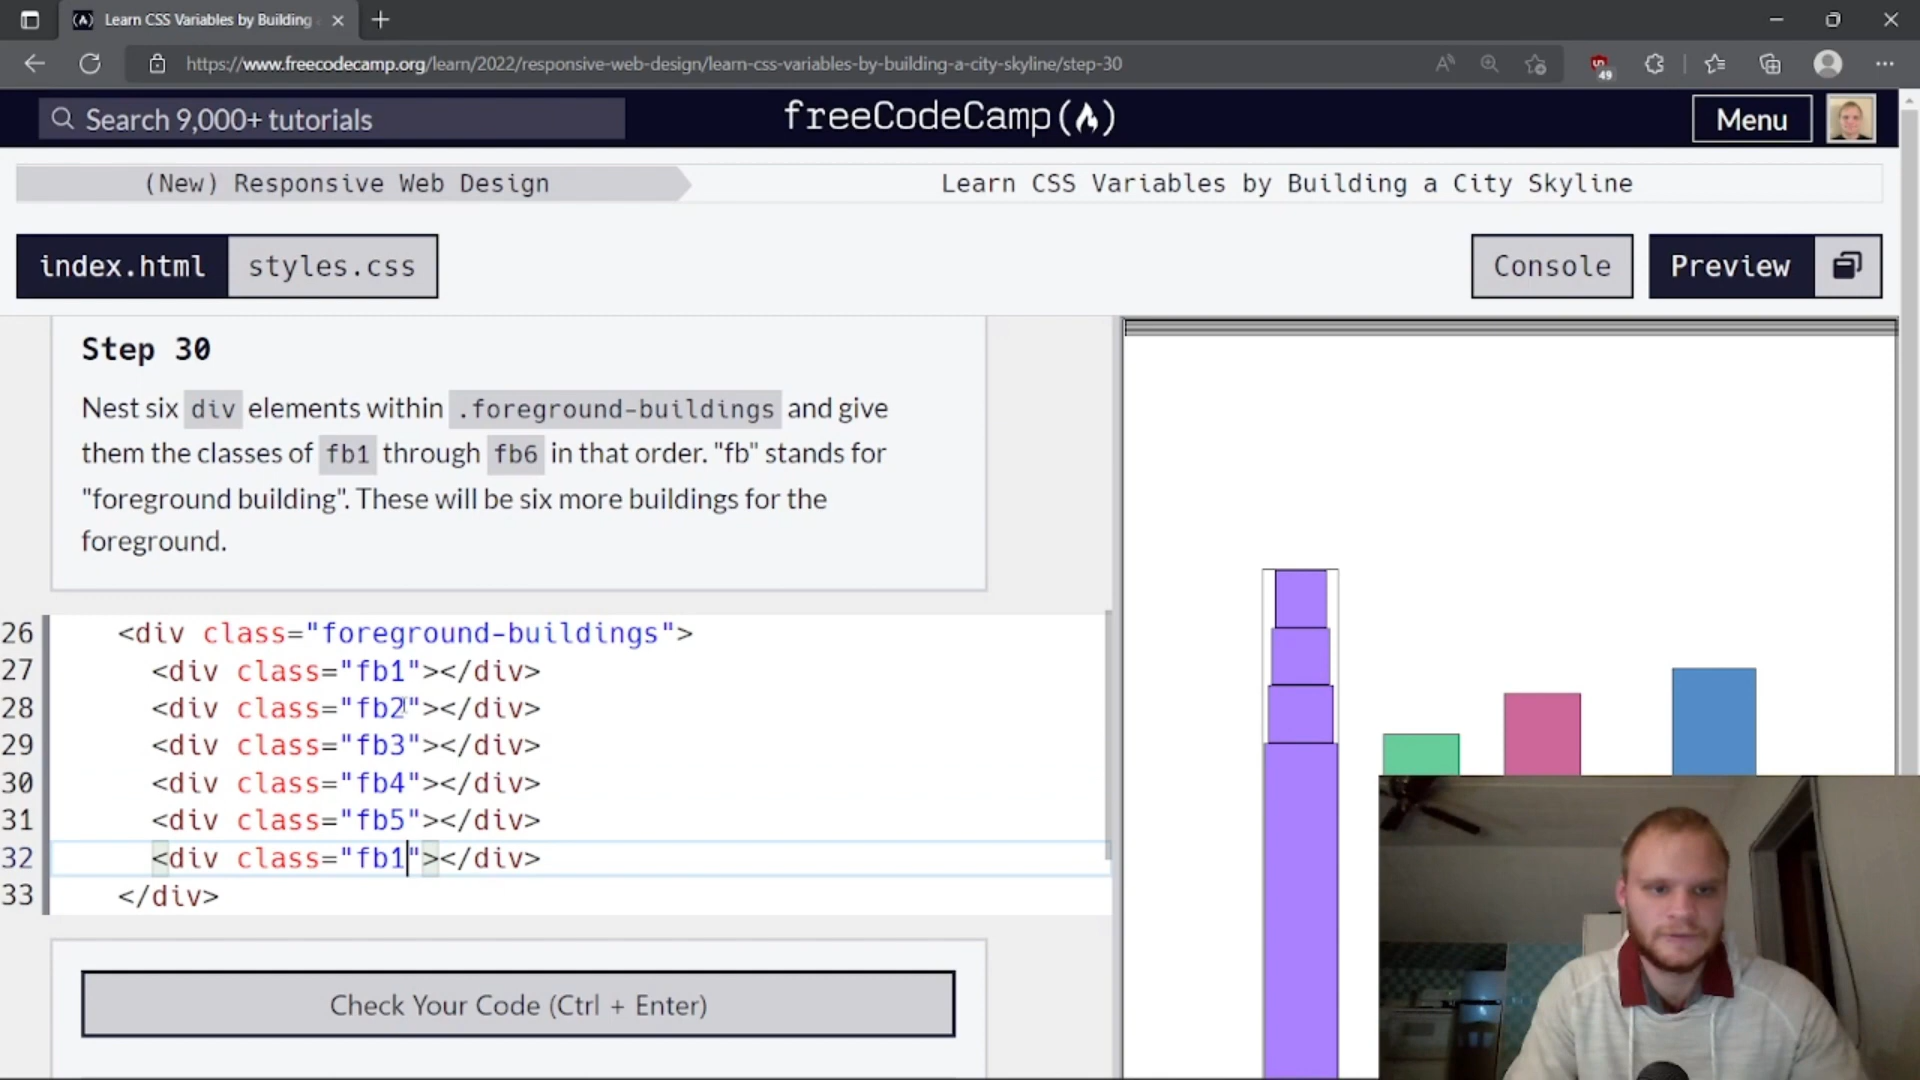 Learn CSS Variables by Building
https://www.freecodecamp.org/learn/2022/responsive-web-design/learn-css-variables-by-building-a-city-skyline/step-30
49
Search 9,000+ tutorials
freeCodeCamp
Menu
(New) Responsive Web Design
Learn CSS Variables by Building a City Skyline
index.html
styles.css
Console
Preview
Step 30
Nest six div elements within .foreground-buildings and give
them the classes of fb1 through fb6 in that order. "fb" stands for
"foreground building". These will be six more buildings for the
foreground.
26 <div class="foreground-buildings">
27 <div class="fb1"></div>
28 <div class="fb2"></div>
29 <div class="fb3"></div>
30 <div class="fb4"></div>
31 <div class="fb5"></div>
32 <div class="fb1"></div>
33 </div>
Check Your Code (Ctrl + Enter)